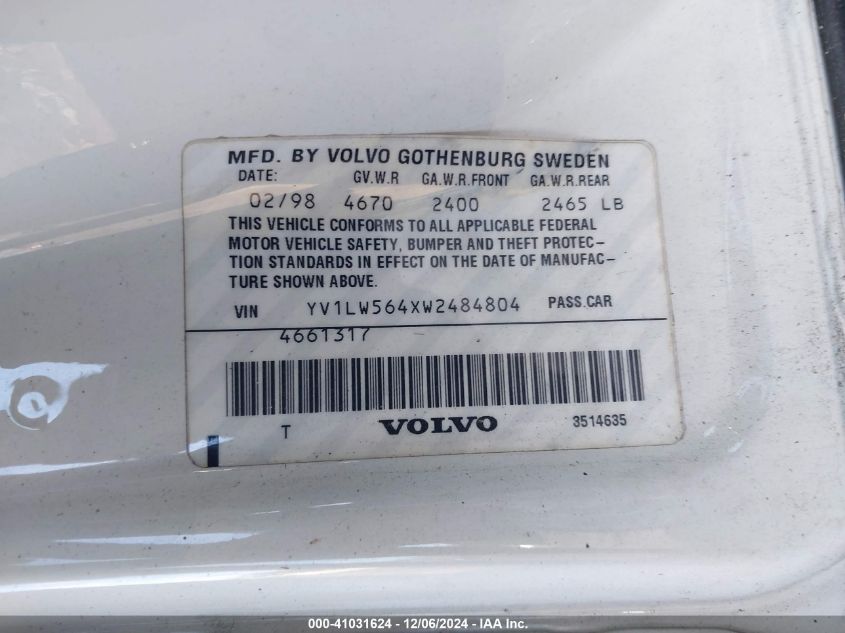 MFD. BY VOLVO GOTHENBURG SWEDEN
DATE: GV.W.R GA.W.R.FRONT GA.W.R.REAR
02/98 4670 2400 2465 LB
THIS VEHICLE CONFORMS TO ALL APPLICABLE FEDERAL
MOTOR VEHICLE SAFETY, BUMPER AND THEFT PROTEC-
TION STANDARDS IN EFFECT ON THE DATE OF MANUFAC-
TURE SHOWN ABOVE.
VIN YV1LW564XW2484804 PASS.CAR
4661317
T VOLVO 3514635
000-41031624 - 12/06/2024 - IAA Inc.